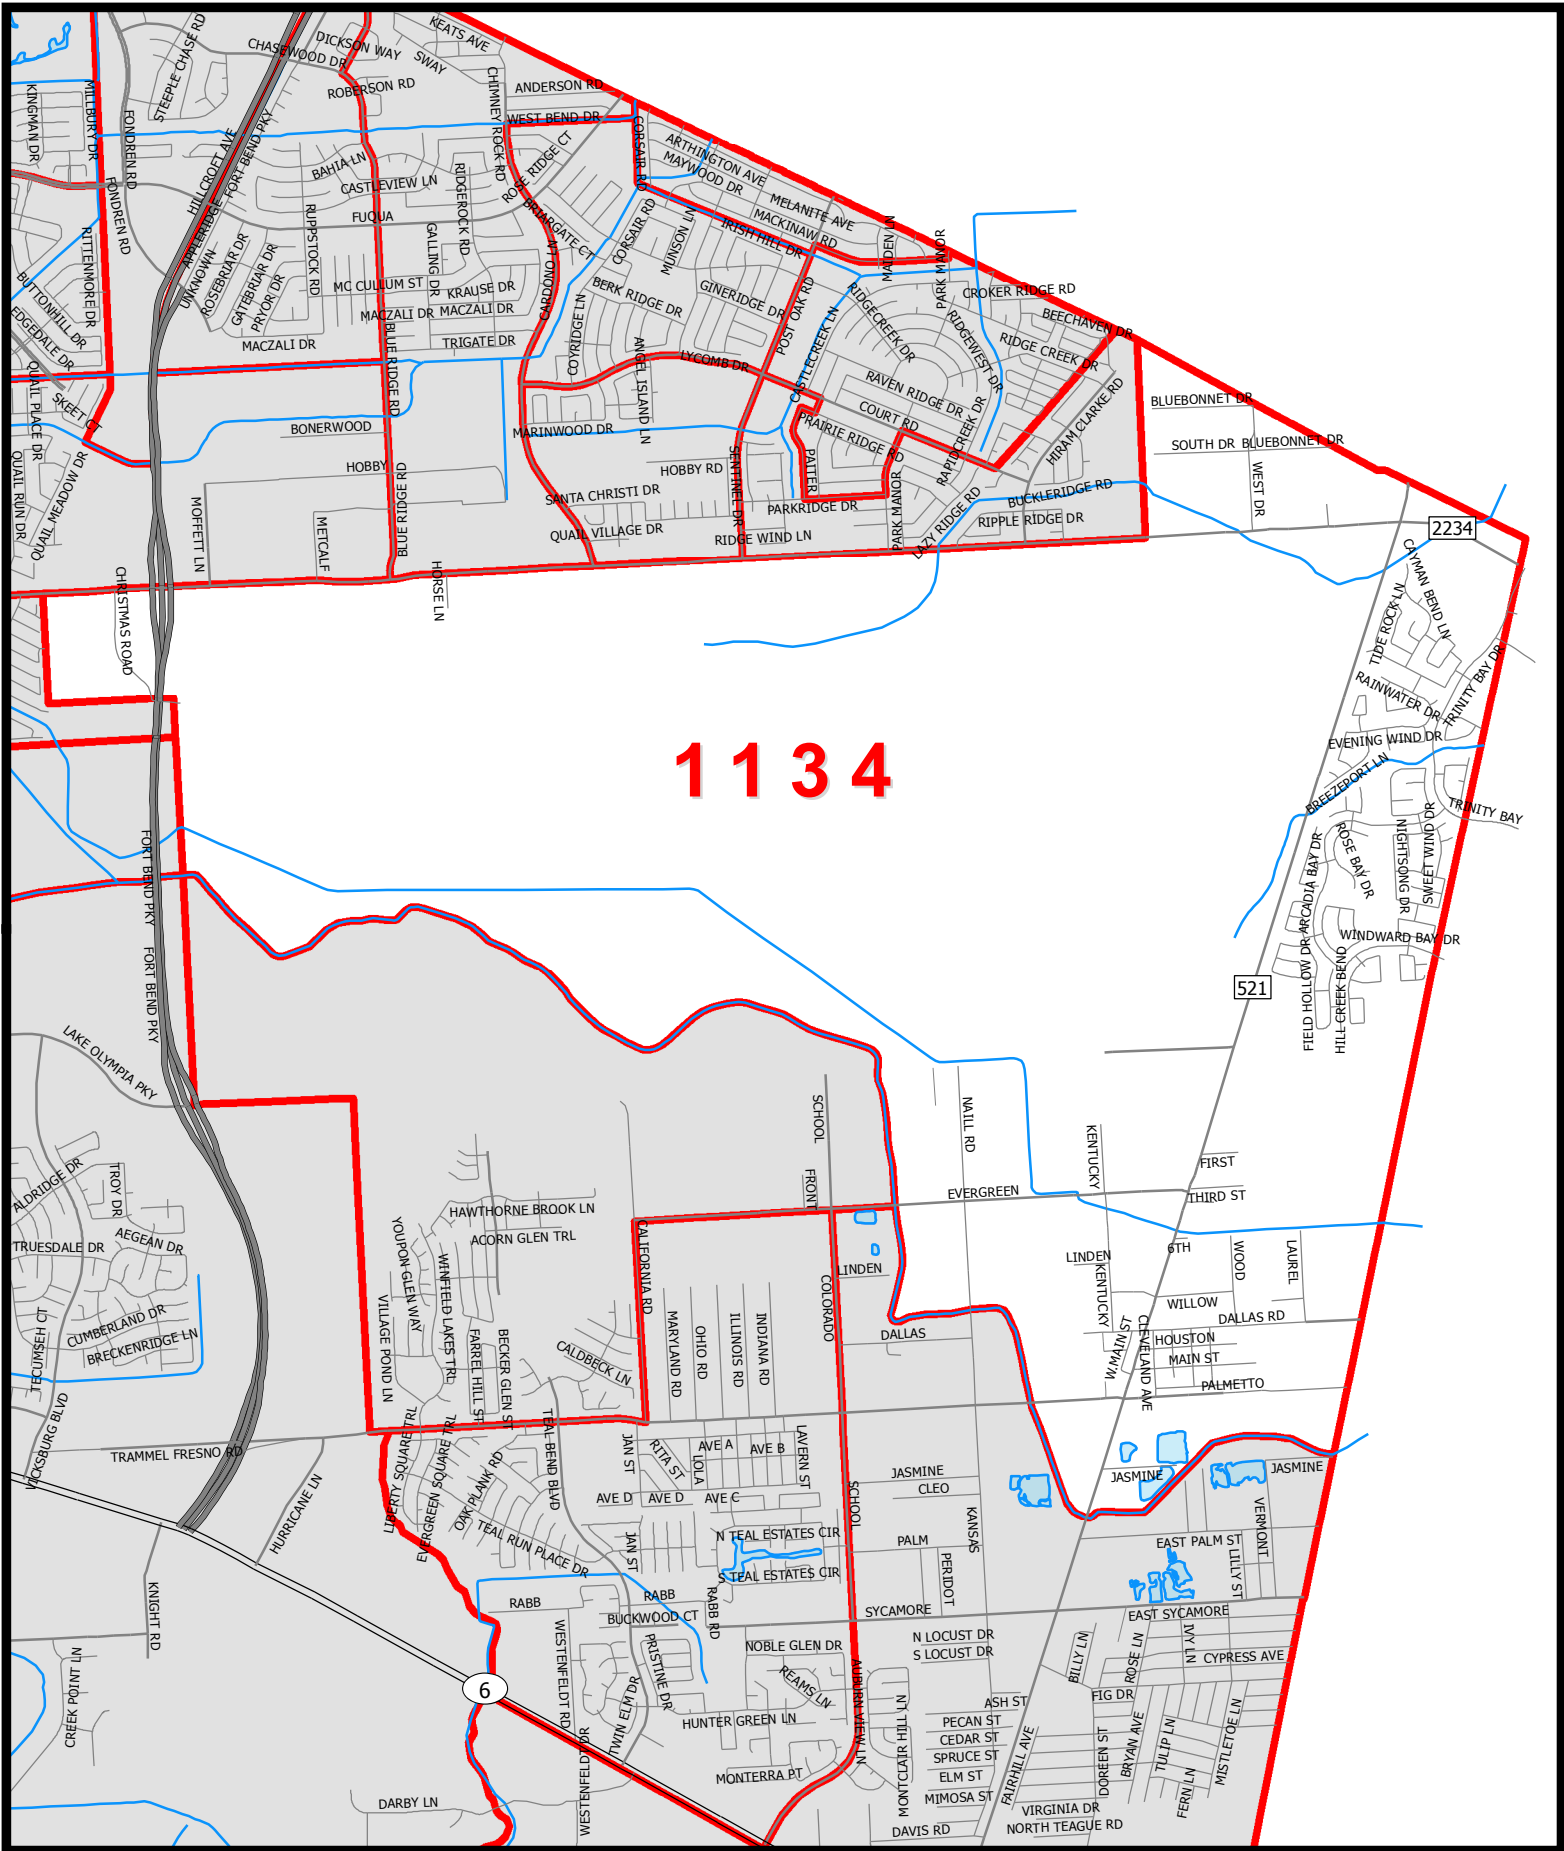 KEATS AVE
STEEPLE CHASE RD
DICKSON WAY
CHASEWOOD DR
SWAY
ROBERSON RD
CHIMNEY ROCK RD
ANDERSON RD
WEST BEND DR
KINGMAN DR
MILLBURY DR
FONDREN RD
HILLCROFT AVE
FORT BEND PKY
CORSAIR RD
ARTHINGTON AVE
MAYWOOD DR
BAHIA LN
CASTLEVIEW LN
RIDGEROCK RD
ROSE RIDGE CT
MELANITE AVE
MACKINAW RD
FONDREN RD
APPLERIDGE
RUPPSTOCK RD
FUQUA
BRIARGATE CT
CORSAIR RD
MUNSON LN
IRISH HILL DR
MAIDEN LN
PARK MANOR
RITTENMORE DR
UNKNOWN
ROSEBRIAR DR
GATEBRIAR DR
PRYOR DR
GALLING DR
CARDONO LN
BUTTONHILL DR
EDGEDALE DR
MC CULLUM ST
KRAUSE DR
MACZALI DR
MACZALI DR
BERK RIDGE DR
GINERIDGE DR
POST OAK RD
RIDGECREEK DR
CROKER RIDGE RD
BEECHAVEN DR
RIDGEWEST DR
RIDGE CREEK DR
MACZALI DR
BLUE RIDGE RD
TRIGATE DR
COYRIDGE LN
ANGEL ISLAND LN
LYCOMB DR
CASTLECREEK LN
QUAIL PLACE DR
SKEET CT
RAVEN RIDGE DR
COURT RD
PRAIRIE RIDGE RD
RAPIDCREEK DR
HIRAM CLARKE RD
BLUEBONNET DR
SOUTH DR
BLUEBONNET DR
WEST DR
BONERWOOD
MARINWOOD DR
QUAIL RUN DR
QUAIL MEADOW DR
HOBBY
BLUE RIDGE RD
HOBBY RD
SENTINEL DR
PAITER
PARK MANOR
LAZY RIDGE RD
BUCKLERIDGE RD
MOFFETT LN
METCALF
SANTA CHRISTI DR
QUAIL VILLAGE DR
RIDGE WIND LN
PARKRIDGE DR
RIPPLE RIDGE DR
2234
CHRISTMAS ROAD
HORSE LN
CAYMAN BEND LN
TIDE ROCK LN
RAINWATER DR
TRINITY BAY DR
EVENING WIND DR
BREEZEPORT LN
TRINITY BAY
1134
FORT BEND PKY
ROSE BAY DR
NIGHTSONG DR
SWEET WIND DR
ARCADIA BAY DR
WINDWARD BAY DR
FIELD HOLLOW DR
HILL CREEK BEND
FORT BEND PKY
521
LAKE OLYMPIA PKY
SCHOOL
NAILL RD
KENTUCKY
FIRST
THIRD ST
ALDRIDGE DR
TROY DR
FRONT
EVERGREEN
HAWTHORNE BROOK LN
ACORN GLEN TRL
TRUESDALE DR
AEGEAN DR
YOUPON GLEN WAY
WINFIELD LAKES TRL
CALIFORNIA RD
LINDEN
LINDEN
KENTUCKY
6TH
WOOD
LAUREL
COLORADO
WILLOW
DALLAS RD
CUMBERLAND DR
BRECKENRIDGE LN
TECUMSEH CT
VILLAGE POND LN
FARREL HILL ST
BECKER GLEN ST
CALDBECK LN
MARYLAND RD
OHIO RD
ILLINOIS RD
INDIANA RD
DALLAS
W.MAIN ST
CLEVELAND AVE
HOUSTON
MAIN ST
PALMETTO
VICKSBURG BLVD
TRAMMEL FRESNO RD
LIBERTY SQUARE TRL
EVERGREEN SQUARE TRL
OAK PLANK RD
TEAL BEND BLVD
JAN ST
RITA ST
LOLA
AVE A
AVE B
LAVERN ST
AVE D
AVE D
AVE C
SCHOOL
JASMINE
CLEO
KANSAS
JASMINE
JASMINE
VERMONT
HURRICANE LN
TEAL RUN PLACE DR
JAN ST
N TEAL ESTATES CIR
S TEAL ESTATES CIR
PALM
PERIDOT
EAST PALM ST
LILLY ST
KNIGHT RD
RABB
RABB
RABB RD
BUCKWOOD CT
SYCAMORE
EAST SYCAMORE
WESTENFELDT RD
PRISTINE DR
NOBLE GLEN DR
N LOCUST DR
S LOCUST DR
BILLY LN
ROSE LN
IVY LN
CYPRESS AVE
CREEK POINT LN
6
TWIN ELM DR
REAMS LN
AUBURN VIEW LN
HUNTER GREEN LN
MONTCLAIR HILL LN
ASH ST
PECAN ST
CEDAR ST
SPRUCE ST
ELM ST
MIMOSA ST
FAIRHILL AVE
FIG DR
DOREEN ST
BRYAN AVE
TULIP LN
FERN LN
MISTLETOE LN
WESTENFELDT DR
MONTERRA PT
DARBY LN
VIRGINIA DR
NORTH TEAGUE RD
DAVIS RD